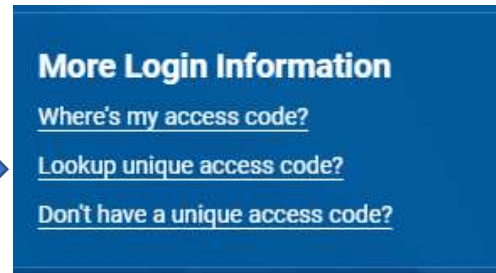 More Login Information
Where's my access code?
Lookup unique access code?
Don't have a unique access code?